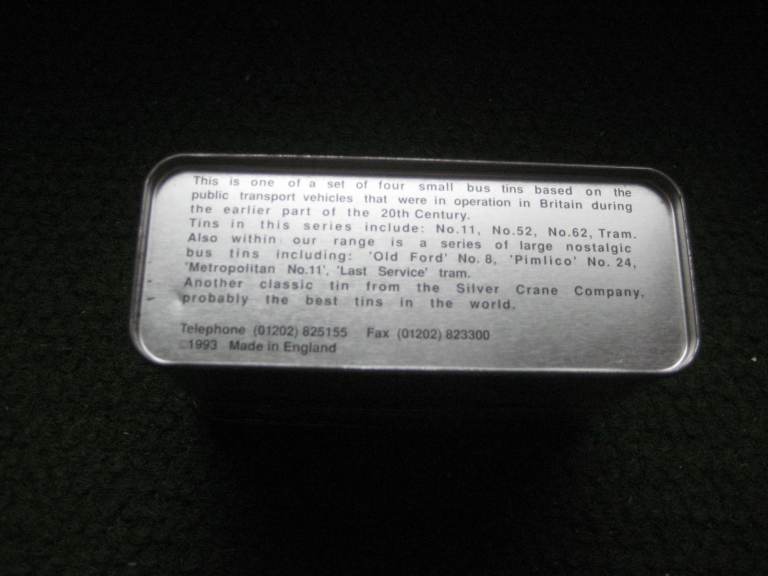 This is one of a set of four small bus tins based on the
public transport vehicles that were in operation in Britain during
the earlier part of the 20th Century.
Tins in this series include: No.11, No.52, No.62, Tram.
Also within our range is a series of large nostalgic
bus tins including: 'Old Ford' No. 8, 'Pimlico' No. 24,
'Metropolitan No.11', 'Last Service' tram.
Another classic tin from the Silver Crane Company,
probably the best tins in the world.
Telephone (01202) 825155 Fax (01202) 823300
©1993 Made in England